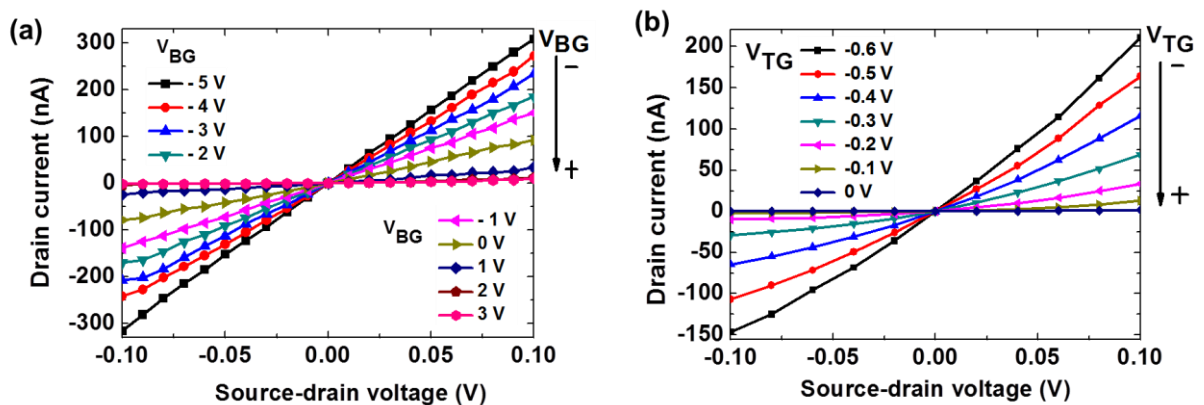 (a)
300
200
100
0
-100
-200
-300
Drain current (nA)
V_BG
- 5 V
- 4 V
- 3 V
- 2 V
V_BG
- 1 V
0 V
1 V
2 V
3 V
V_BG
−
+
-0.10 -0.05 0.00 0.05 0.10
Source-drain voltage (V)
(b)
200
150
100
50
0
-50
-100
-150
Drain current (nA)
V_TG
-0.6 V
-0.5 V
-0.4 V
-0.3 V
-0.2 V
-0.1 V
0 V
V_TG
−
+
-0.10 -0.05 0.00 0.05 0.10
Source-drain voltage (V)